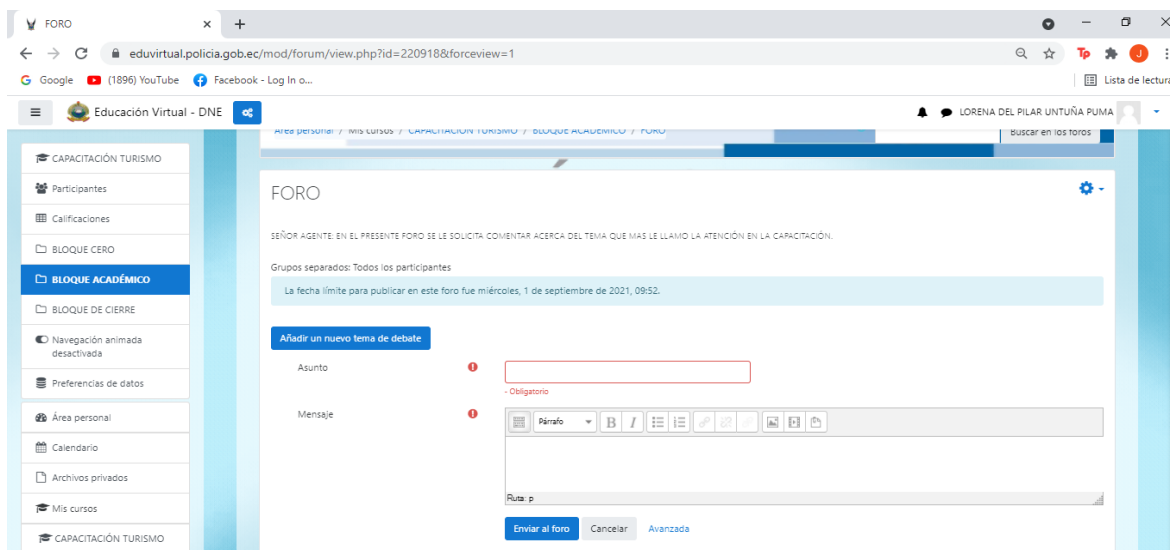 FORO
eduvirtual.policia.gob.ec/mod/forum/view.php?id=220918&forceview=1
Tp
J
Google
(1896) YouTube
Facebook - Log In o...
Lista de lectura
Educación Virtual - DNE
LORENA DEL PILAR UNTUÑA PUMA
Área personal / Mis cursos / CAPACITACIÓN TURISMO / BLOQUE ACADÉMICO / FORO
Buscar en los foros
CAPACITACIÓN TURISMO
Participantes
Calificaciones
BLOQUE CERO
BLOQUE ACADÉMICO
BLOQUE DE CIERRE
Navegación animada
desactivada
Preferencias de datos
Área personal
Calendario
Archivos privados
Mis cursos
CAPACITACIÓN TURISMO
FORO
SEÑOR AGENTE: EN EL PRESENTE FORO SE LE SOLICITA COMENTAR ACERCA DEL TEMA QUE MAS LE LLAMO LA ATENCIÓN EN LA CAPACITACIÓN.
Grupos separados: Todos los participantes
La fecha límite para publicar en este foro fue miércoles, 1 de septiembre de 2021, 09:52.
Añadir un nuevo tema de debate
Asunto
- Obligatorio
Mensaje
Párrafo
B I
Ruta: p
Enviar al foro Cancelar Avanzada